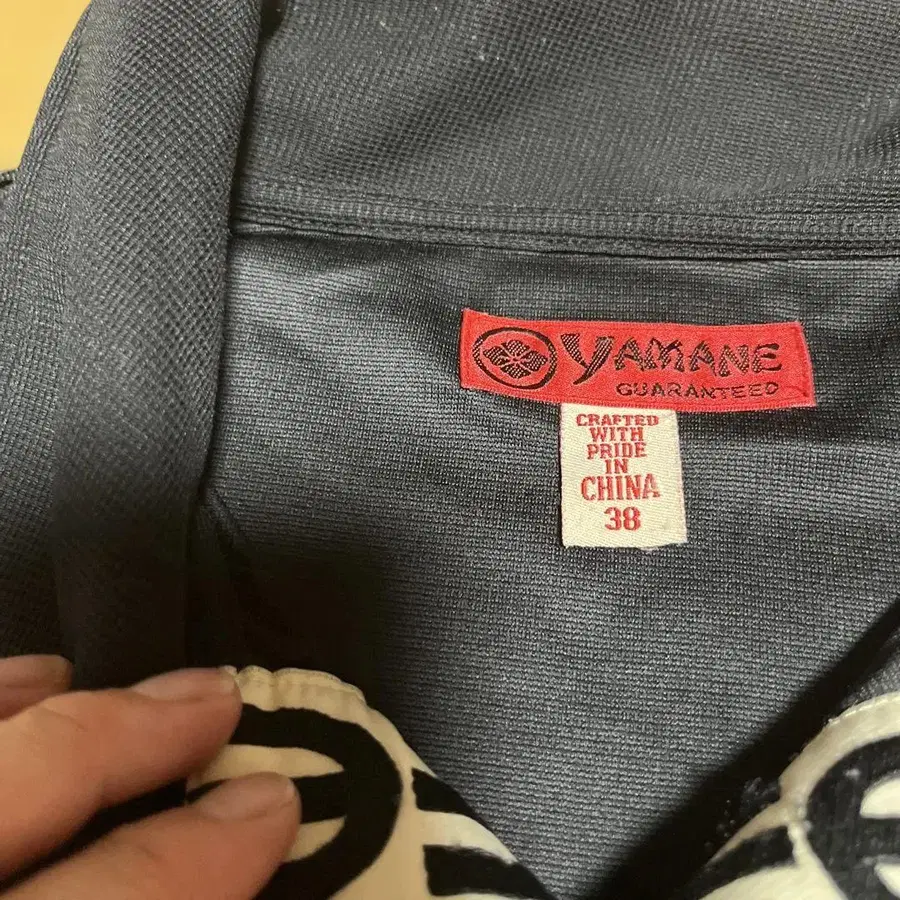 YAMANE
GUARANTEED
CRAFTED
WITH
PRIDE
IN
CHINA
38